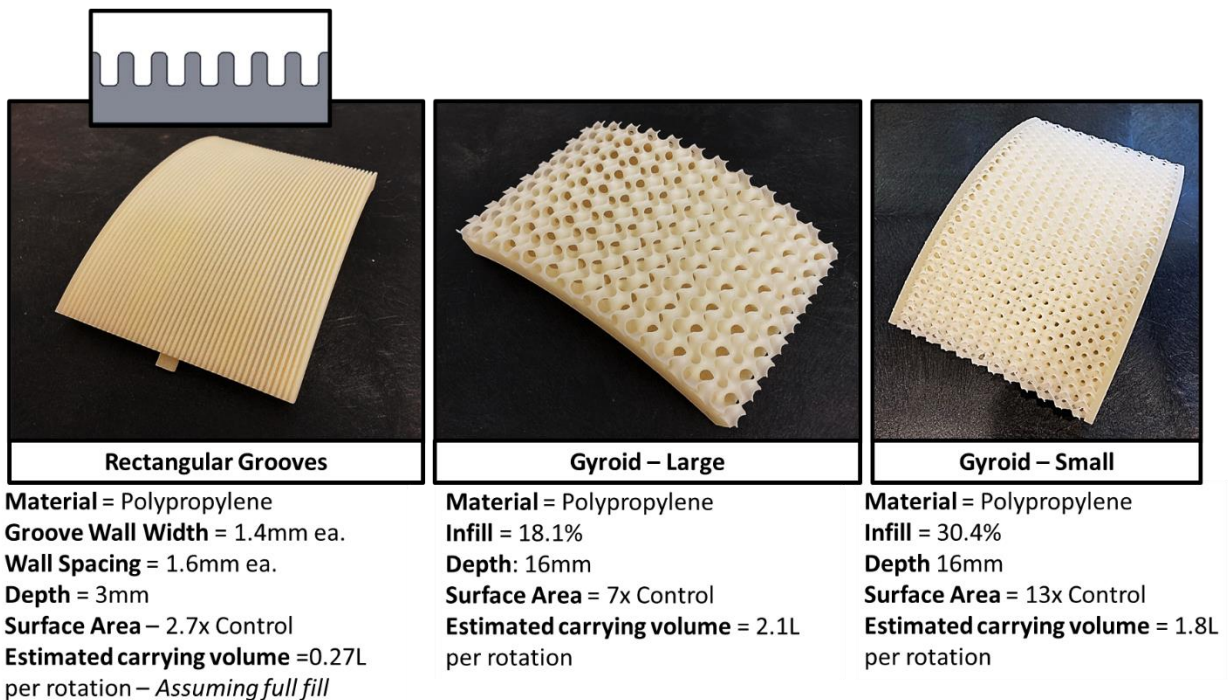 Rectangular Grooves
Material = Polypropylene
Groove Wall Width = 1.4mm ea.
Wall Spacing = 1.6mm ea.
Depth = 3mm
Surface Area – 2.7x Control
Estimated carrying volume =0.27L
per rotation – Assuming full fill
Gyroid – Large
Material = Polypropylene
Infill = 18.1%
Depth: 16mm
Surface Area = 7x Control
Estimated carrying volume = 2.1L
per rotation
Gyroid – Small
Material = Polypropylene
Infill = 30.4%
Depth 16mm
Surface Area = 13x Control
Estimated carrying volume = 1.8L
per rotation